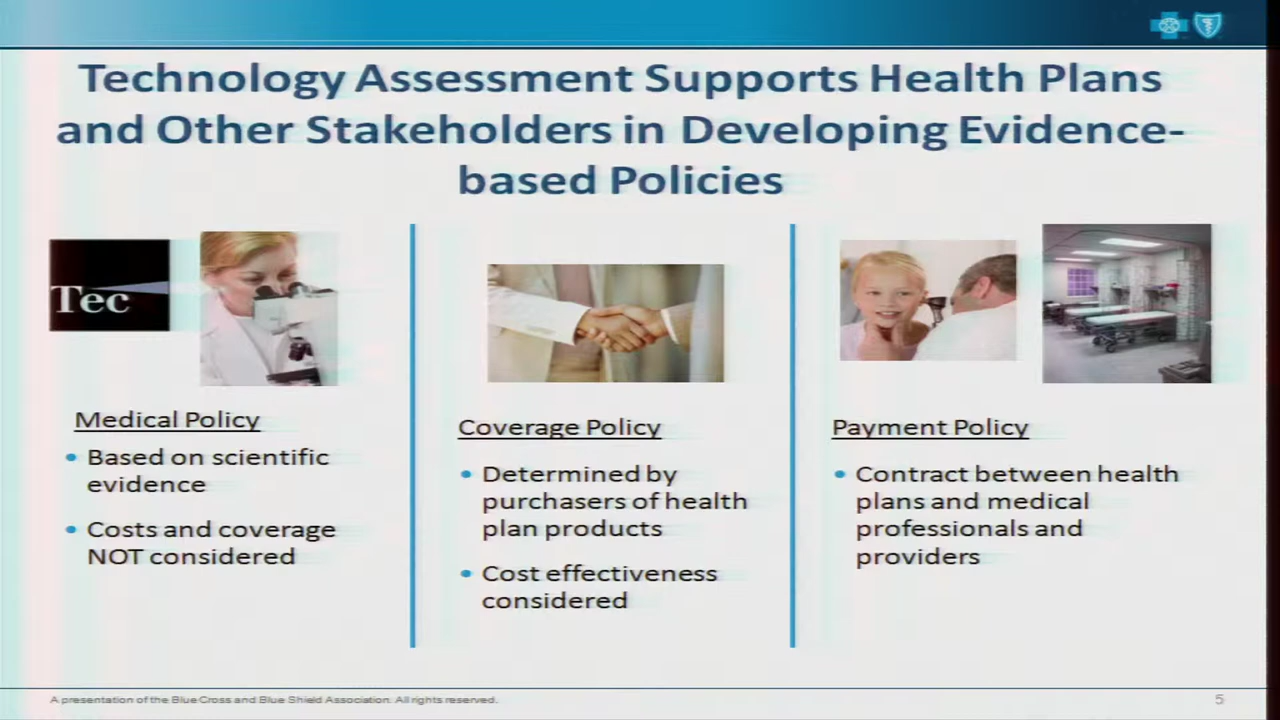 Technology Assessment Supports Health Plans
and Other Stakeholders in Developing Evidence-
based Policies
Tec
Medical Policy
• Based on scientific
evidence
• Costs and coverage
NOT considered
Coverage Policy
• Determined by
purchasers of health
plan products
• Cost effectiveness
considered
Payment Policy
• Contract between health
plans and medical
professionals and
providers
A presentation of the Blue Cross and Blue Shield Association. All rights reserved.
5